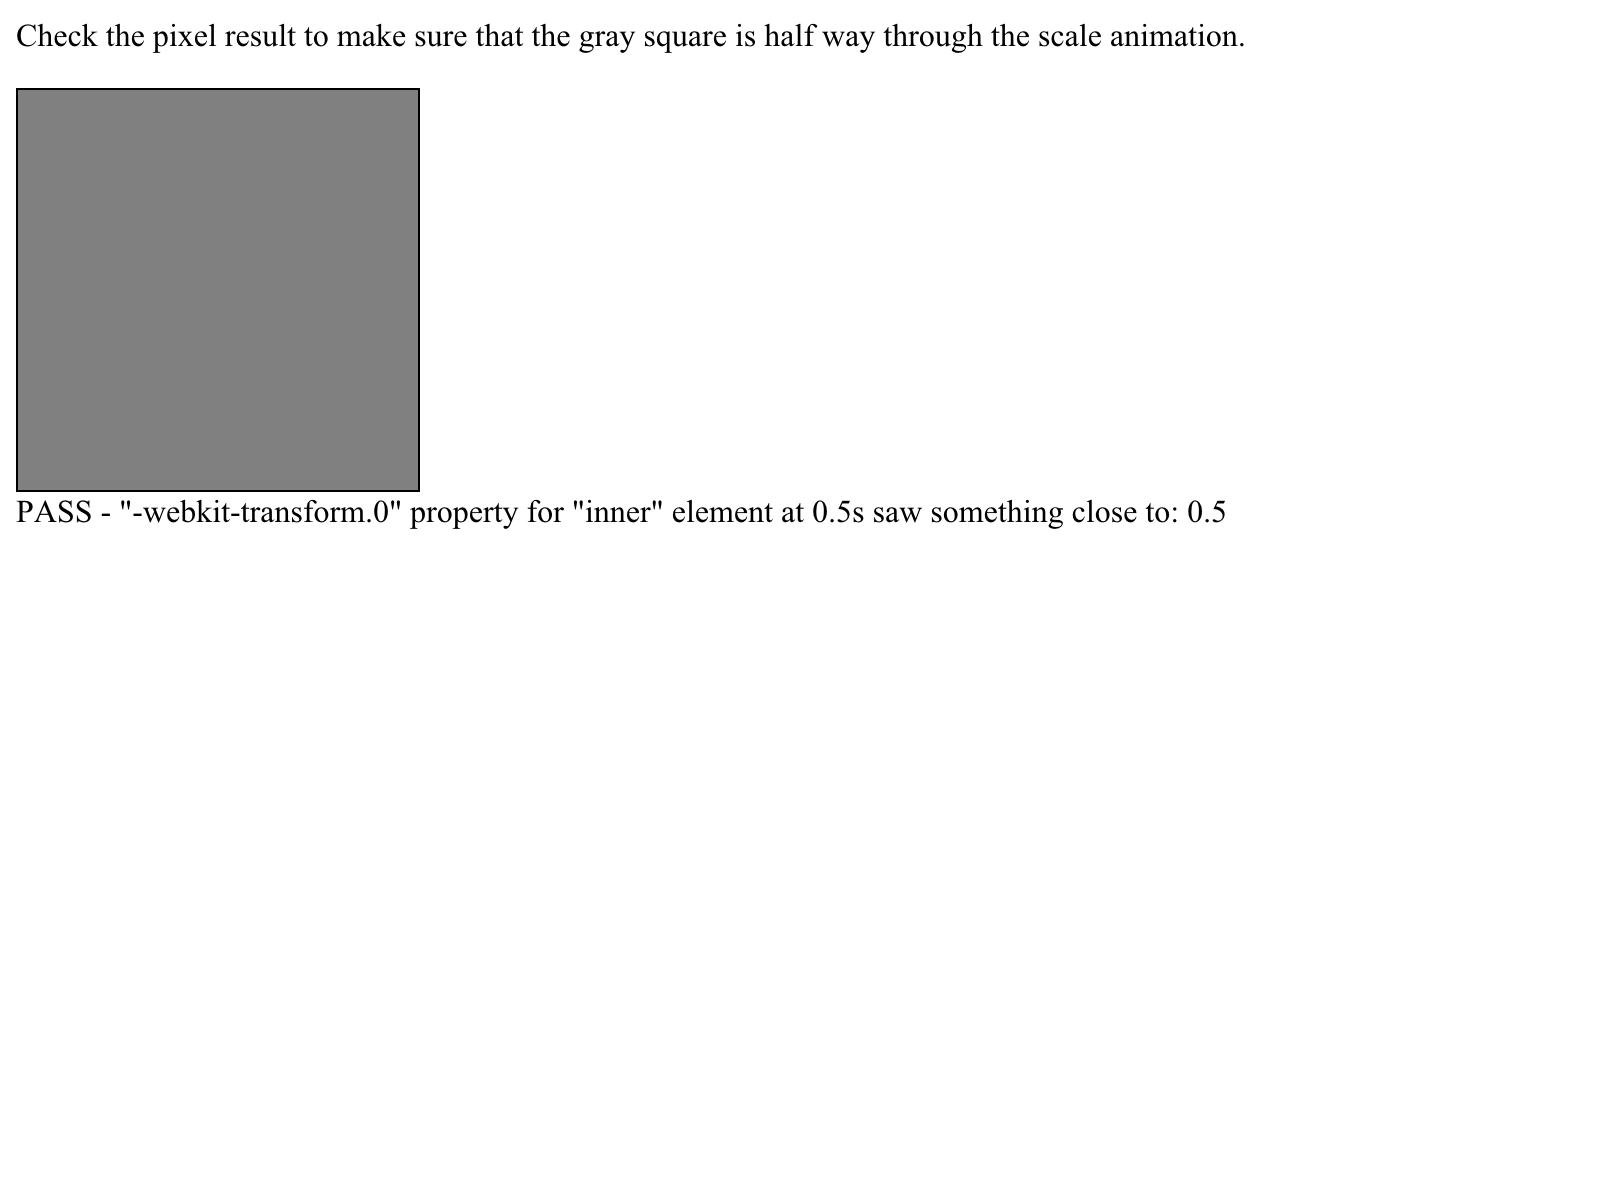 Check the pixel result to make sure that the gray square is half way through the scale animation.
PASS - "-webkit-transform.0" property for "inner" element at 0.5s saw something close to: 0.5